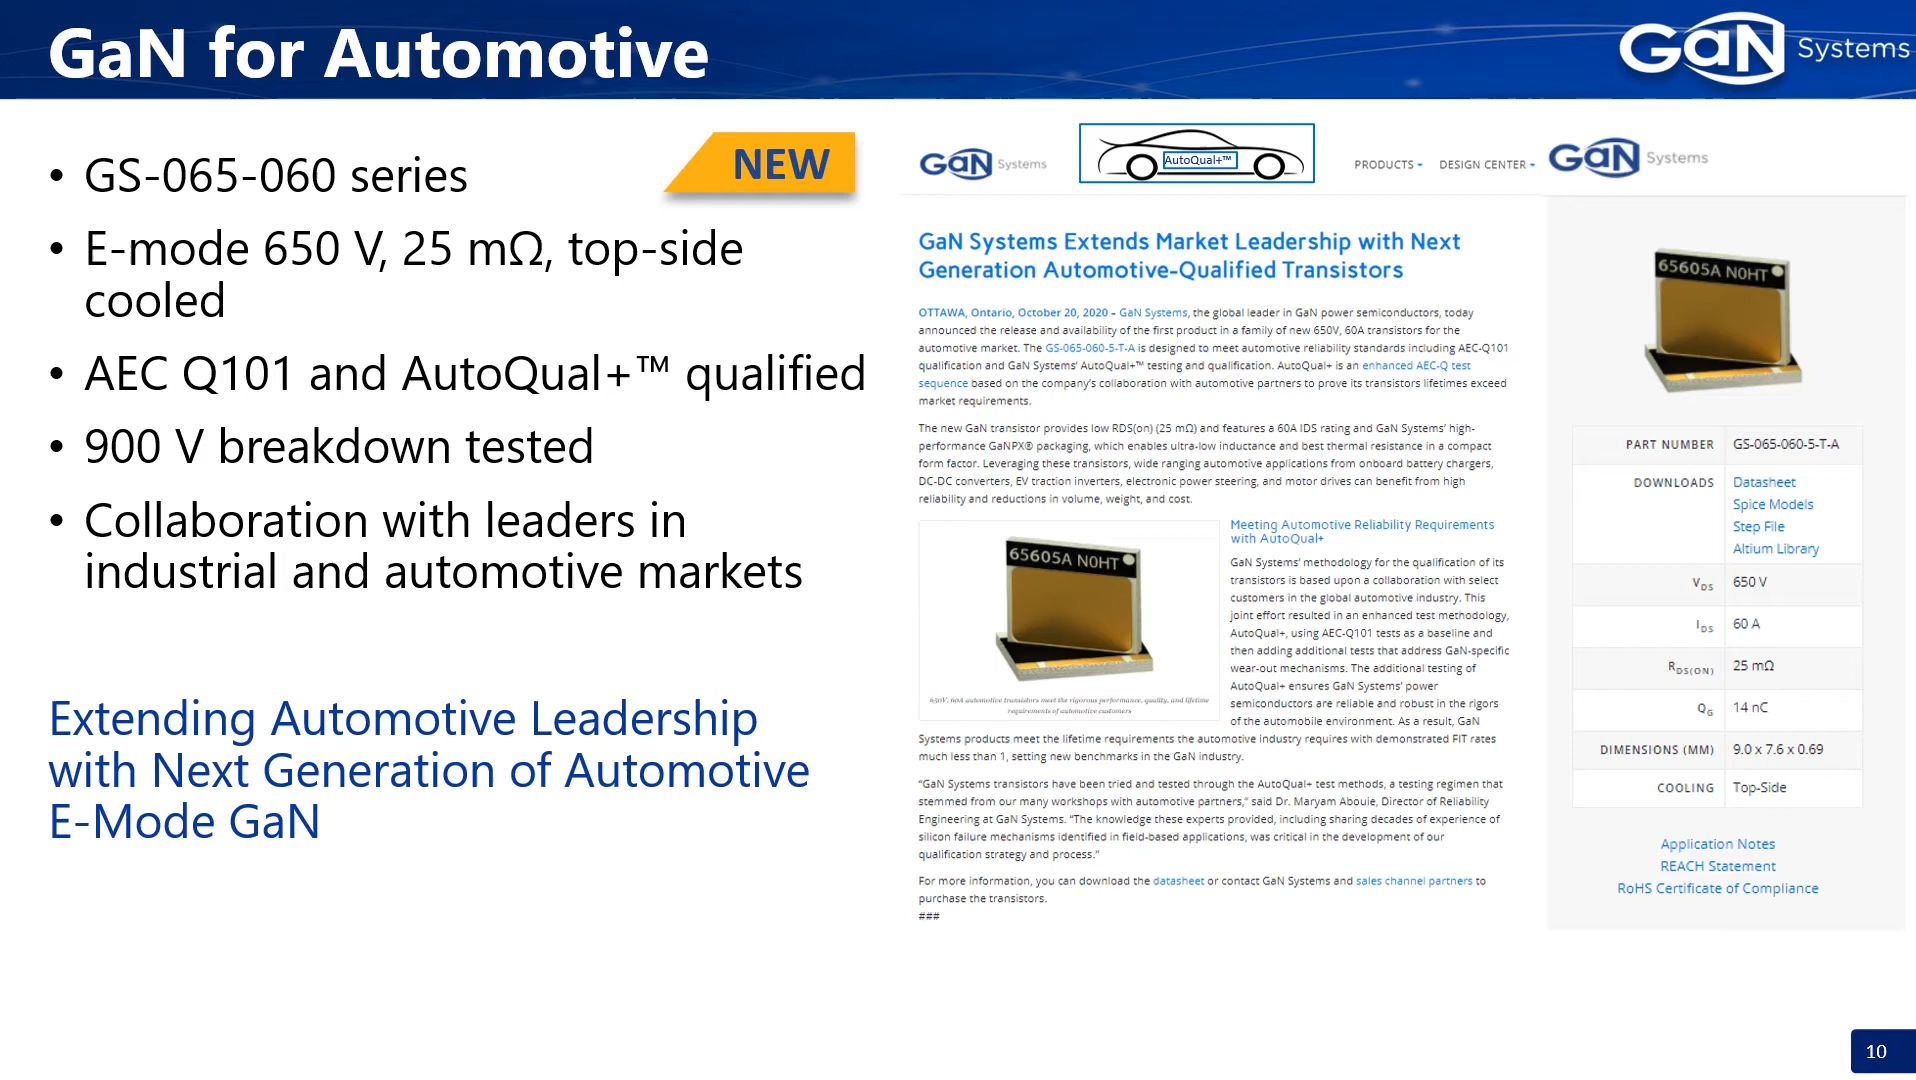 GaN for Automotive
GaN Systems
• GS-065-060 series
NEW
• E-mode 650 V, 25 mΩ, top-side
cooled
• AEC Q101 and AutoQual+™ qualified
• 900 V breakdown tested
• Collaboration with leaders in
industrial and automotive markets
Extending Automotive Leadership
with Next Generation of Automotive
E-Mode GaN
GaN Systems
AutoQual+™
PRODUCTS
DESIGN CENTER
GaN Systems
GaN Systems Extends Market Leadership with Next
Generation Automotive-Qualified Transistors
OTTAWA, Ontario, October 20, 2020 – GaN Systems, the global leader in GaN power semiconductors, today
announced the release and availability of the first product in a family of new 650V, 60A transistors for the
automotive market. The GS-065-060-5-T-A is designed to meet automotive reliability standards including AEC-Q101
qualification and GaN Systems' AutoQual+™ testing and qualification. AutoQual+ is an enhanced AEC-Q test
sequence based on the company's collaboration with automotive partners to prove its transistors lifetimes exceed
market requirements.
The new GaN transistor provides low RDS(on) (25 mΩ) and features a 60A IDS rating and GaN Systems' high-
performance GaNPX® packaging, which enables ultra-low inductance and best thermal resistance in a compact
form factor. Leveraging these transistors, wide ranging automotive applications from onboard battery chargers,
DC-DC converters, EV traction inverters, electronic power steering, and motor drives can benefit from high
reliability and reductions in volume, weight, and cost.
65605A N0HT
650V, 60A automotive transistors meet the rigorous performance, quality, and lifetime
requirements of automotive customers
Meeting Automotive Reliability Requirements
with AutoQual+
GaN Systems' methodology for the qualification of its
transistors is based upon a collaboration with select
customers in the global automotive industry. This
joint effort resulted in an enhanced test methodology,
AutoQual+, using AEC-Q101 tests as a baseline and
then adding additional tests that address GaN-specific
wear-out mechanisms. The additional testing of
AutoQual+ ensures GaN Systems' power
semiconductors are reliable and robust in the rigors
of the automobile environment. As a result, GaN
Systems products meet the lifetime requirements the automotive industry requires with demonstrated FIT rates
much less than 1, setting new benchmarks in the GaN industry.
“GaN Systems transistors have been tried and tested through the AutoQual+ test methods, a testing regimen that
stemmed from our many workshops with automotive partners,” said Dr. Maryam Abouie, Director of Reliability
Engineering at GaN Systems. “The knowledge these experts provided, including sharing decades of experience of
silicon failure mechanisms identified in field-based applications, was critical in the development of our
qualification strategy and process.”
For more information, you can download the datasheet or contact GaN Systems and sales channel partners to
purchase the transistors.
###
65605A N0HT
PART NUMBER GS-065-060-5-T-A
DOWNLOADS Datasheet
Spice Models
Step File
Altium Library
VDS 650 V
IDS 60 A
RDS(ON) 25 mΩ
QG 14 nC
DIMENSIONS (MM) 9.0 x 7.6 x 0.69
COOLING Top-Side
Application Notes
REACH Statement
RoHS Certificate of Compliance
10